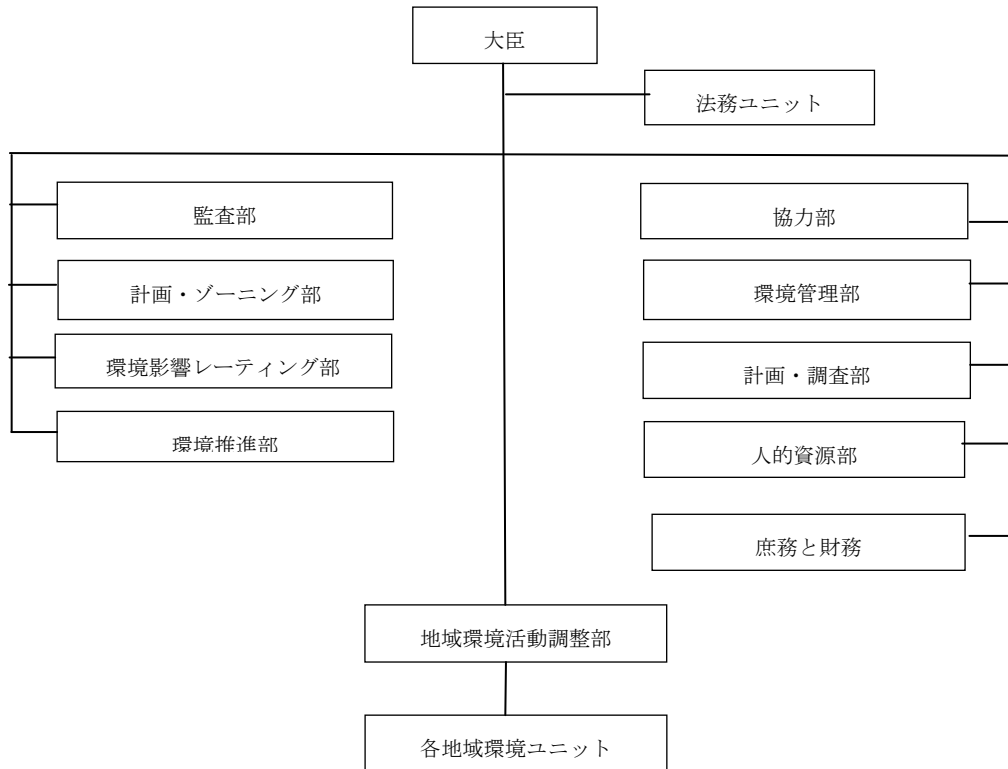 大臣
法務ユニット
監査部
計画・ゾーニング部
環境影響レーティング部
環境推進部
協力部
環境管理部
計画・調査部
人的資源部
庶務と財務
地域環境活動調整部
各地域環境ユニット